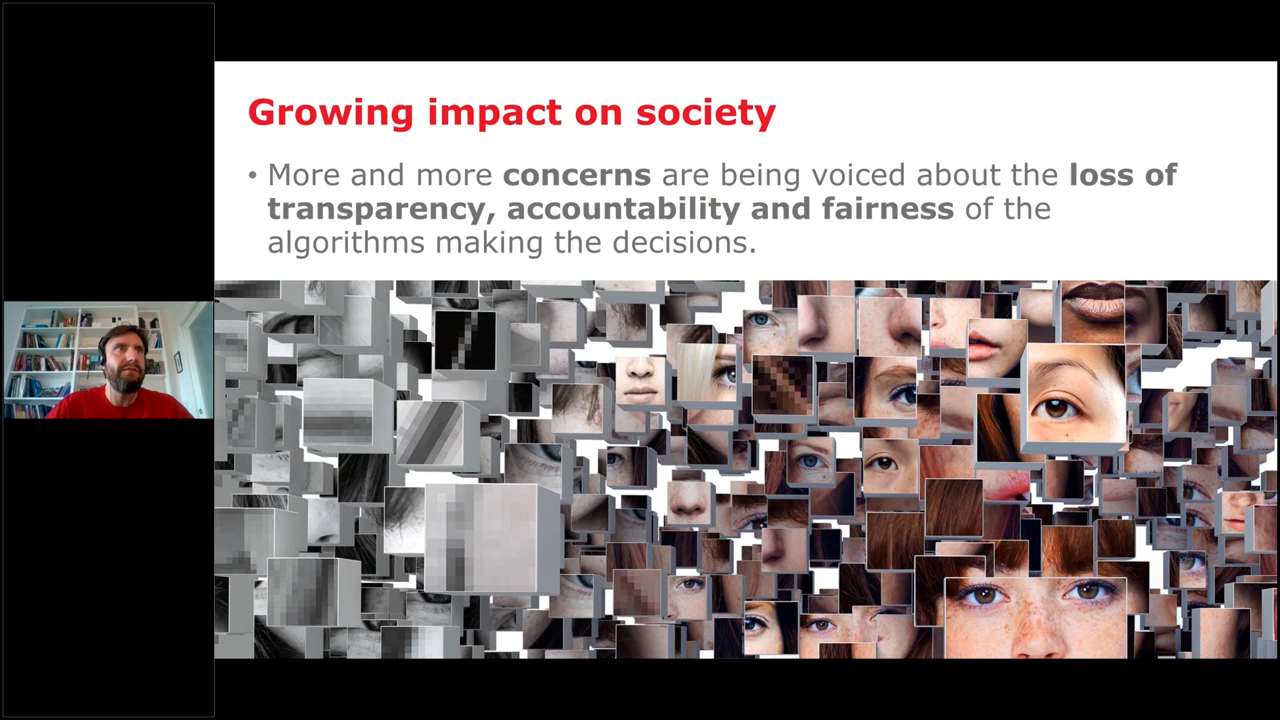 Growing impact on society
• More and more concerns are being voiced about the loss of
transparency, accountability and fairness of the
algorithms making the decisions.